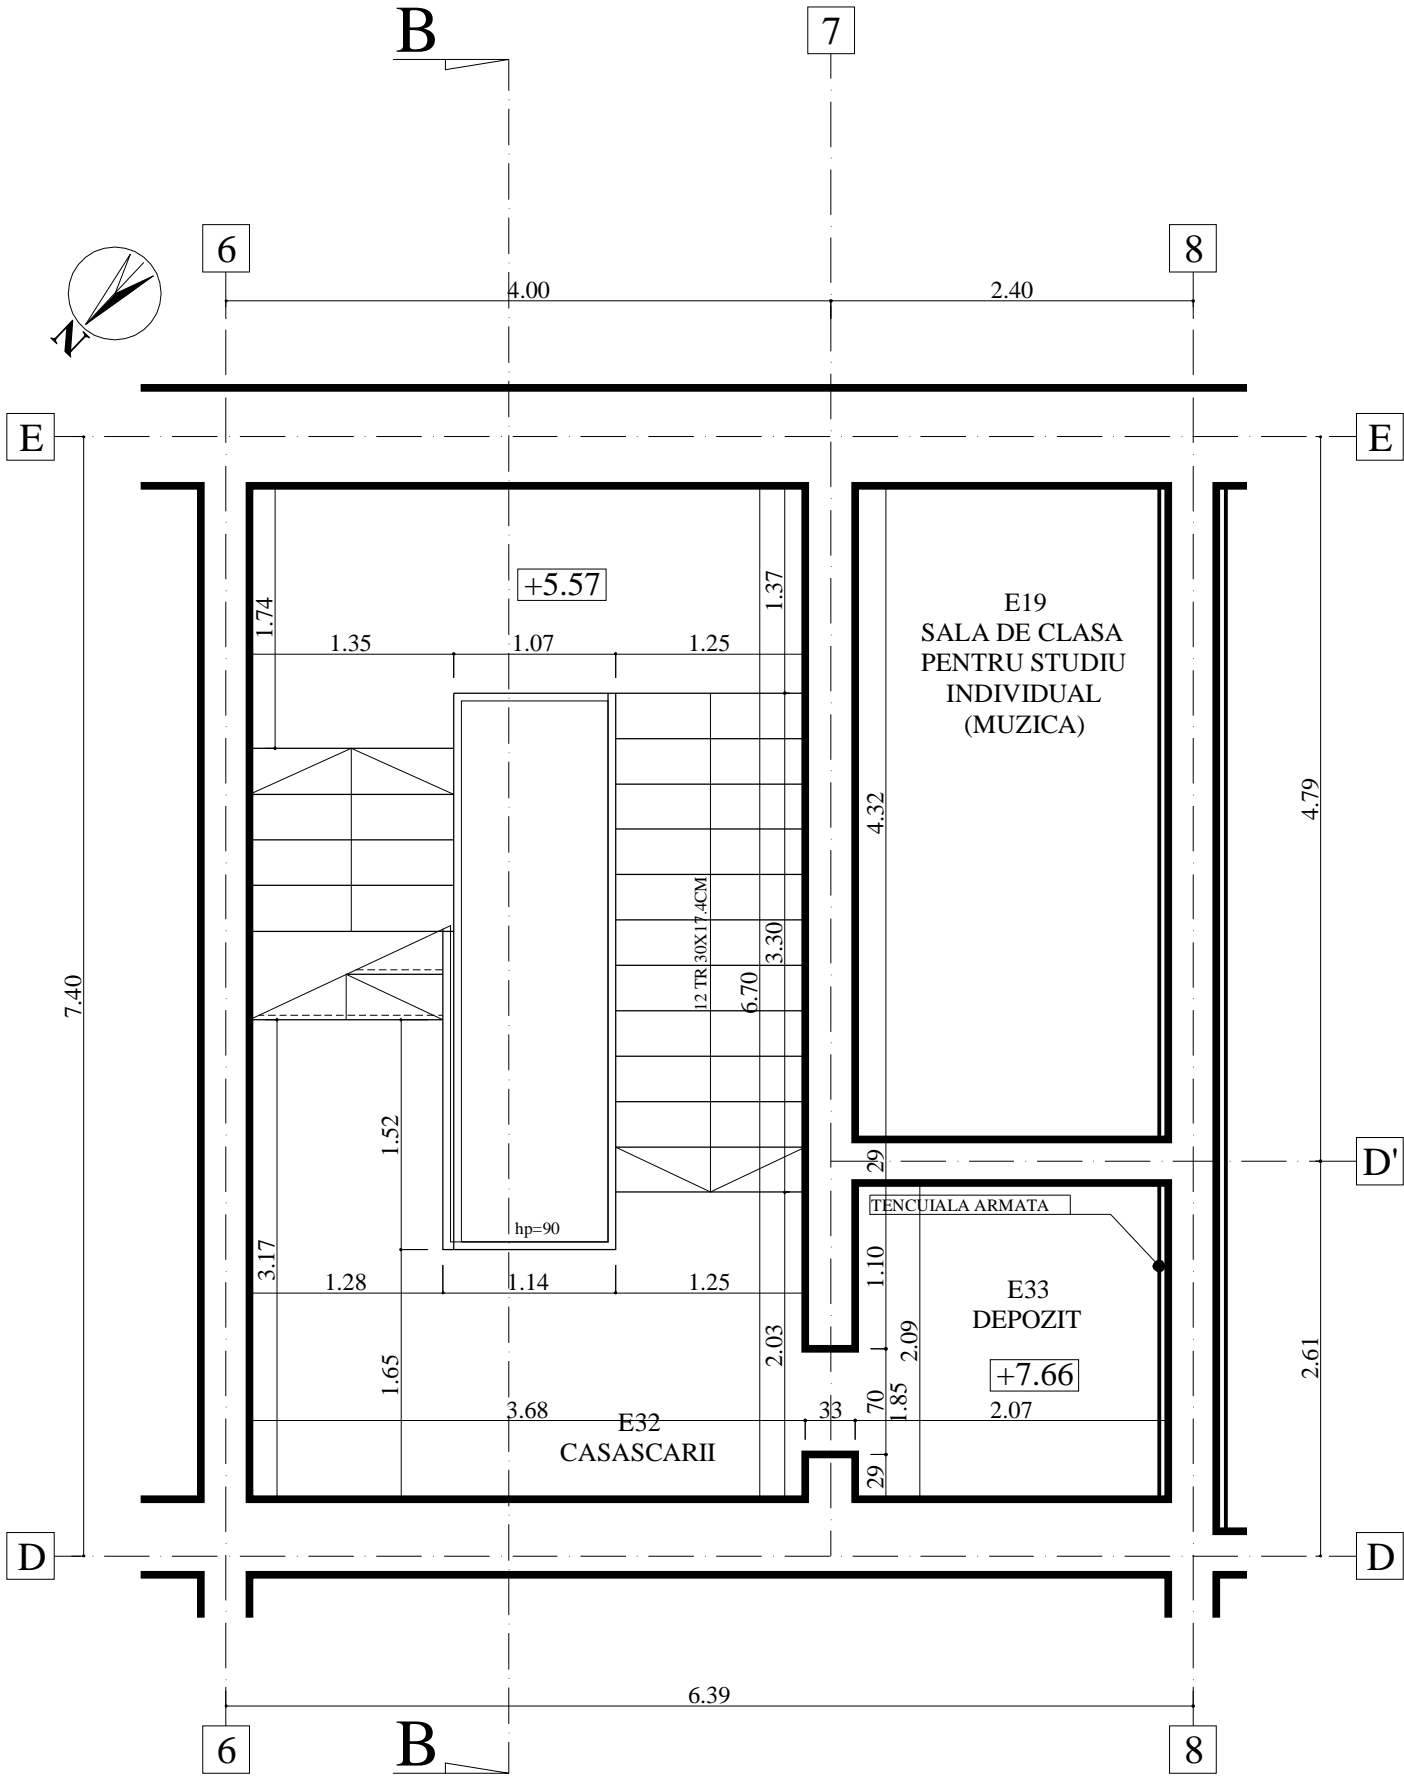 B
7
6
8
4.00
2.40
N
E
E
+5.57
1.74
1.37
1.35
1.07
1.25
E19
SALA DE CLASA
PENTRU STUDIU
INDIVIDUAL
(MUZICA)
4.32
4.79
12 TR 30X17.4CM
3.30
6.70
7.40
1.52
29
D'
TENCUIALA ARMATA
hp=90
3.17
1.10
1.28
1.14
1.25
E33
DEPOZIT
2.03
2.09
2.61
1.65
+7.66
70
1.85
3.68
33
2.07
E32
CASASCARII
29
D
D
6.39
6
B
8